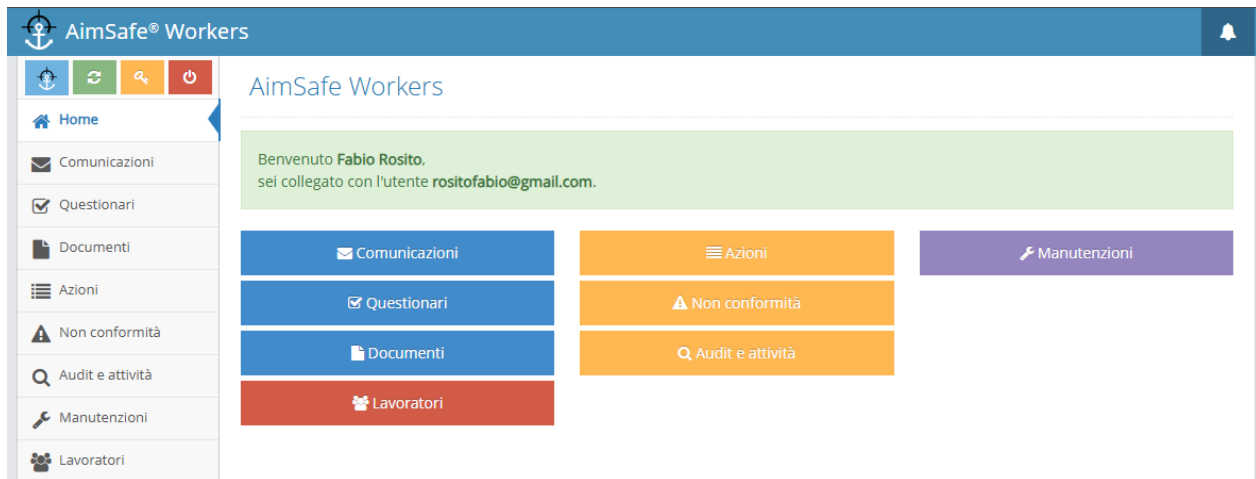 AimSafe® Workers
AimSafe Workers
Home
Comunicazioni
Questionari
Documenti
Azioni
Non conformità
Audit e attività
Manutenzioni
Lavoratori
Benvenuto Fabio Rosito,
sei collegato con l'utente rositofabio@gmail.com.
Comunicazioni
Azioni
Manutenzioni
Questionari
Non conformità
Documenti
Audit e attività
Lavoratori